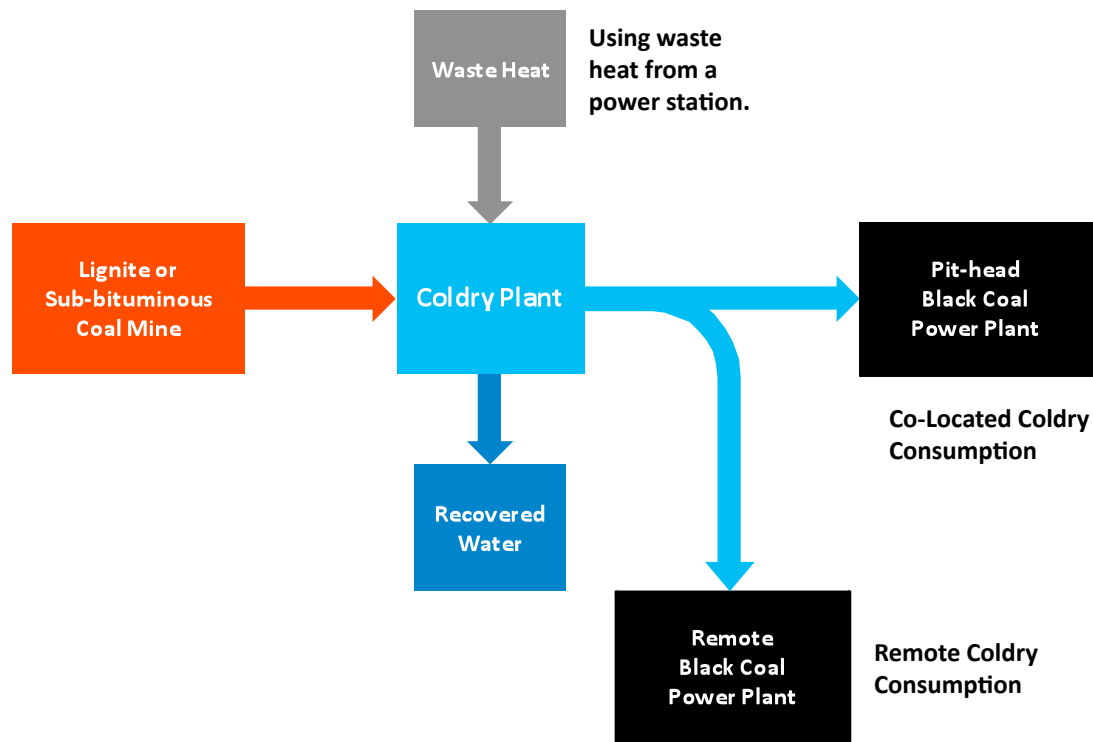 Waste Heat
Using waste
heat from a
power station.
Lignite or
Sub-bituminous
Coal Mine
Coldry Plant
Pit-head
Black Coal
Power Plant
Co-Located Coldry
Consumption
Recovered
Water
Remote
Black Coal
Power Plant
Remote Coldry
Consumption